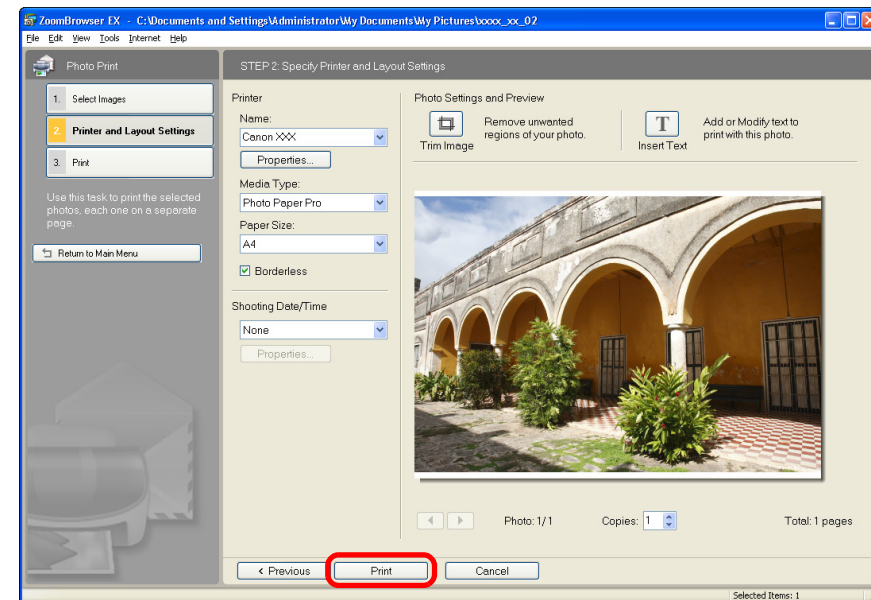 ZoomBrowser EX - C:\Documents and Settings\Administrator\My Documents\My Pictures\xxxx_xx_02
File Edit View Tools Internet Help
Photo Print
STEP 2: Specify Printer and Layout Settings
1. Select Images
2. Printer and Layout Settings
3. Print
Use this task to print the selected
photos, each one on a separate
page.
Return to Main Menu
Printer
Name:
Canon XXX
Properties...
Media Type:
Photo Paper Pro
Paper Size:
A4
Borderless
Shooting Date/Time
None
Properties...
Photo Settings and Preview
Trim Image
Remove unwanted
regions of your photo.
T
Insert Text
Add or Modify text to
print with this photo.
Photo: 1/1
Copies: 1
Total: 1 pages
< Previous
Print
Cancel
Selected Items: 1